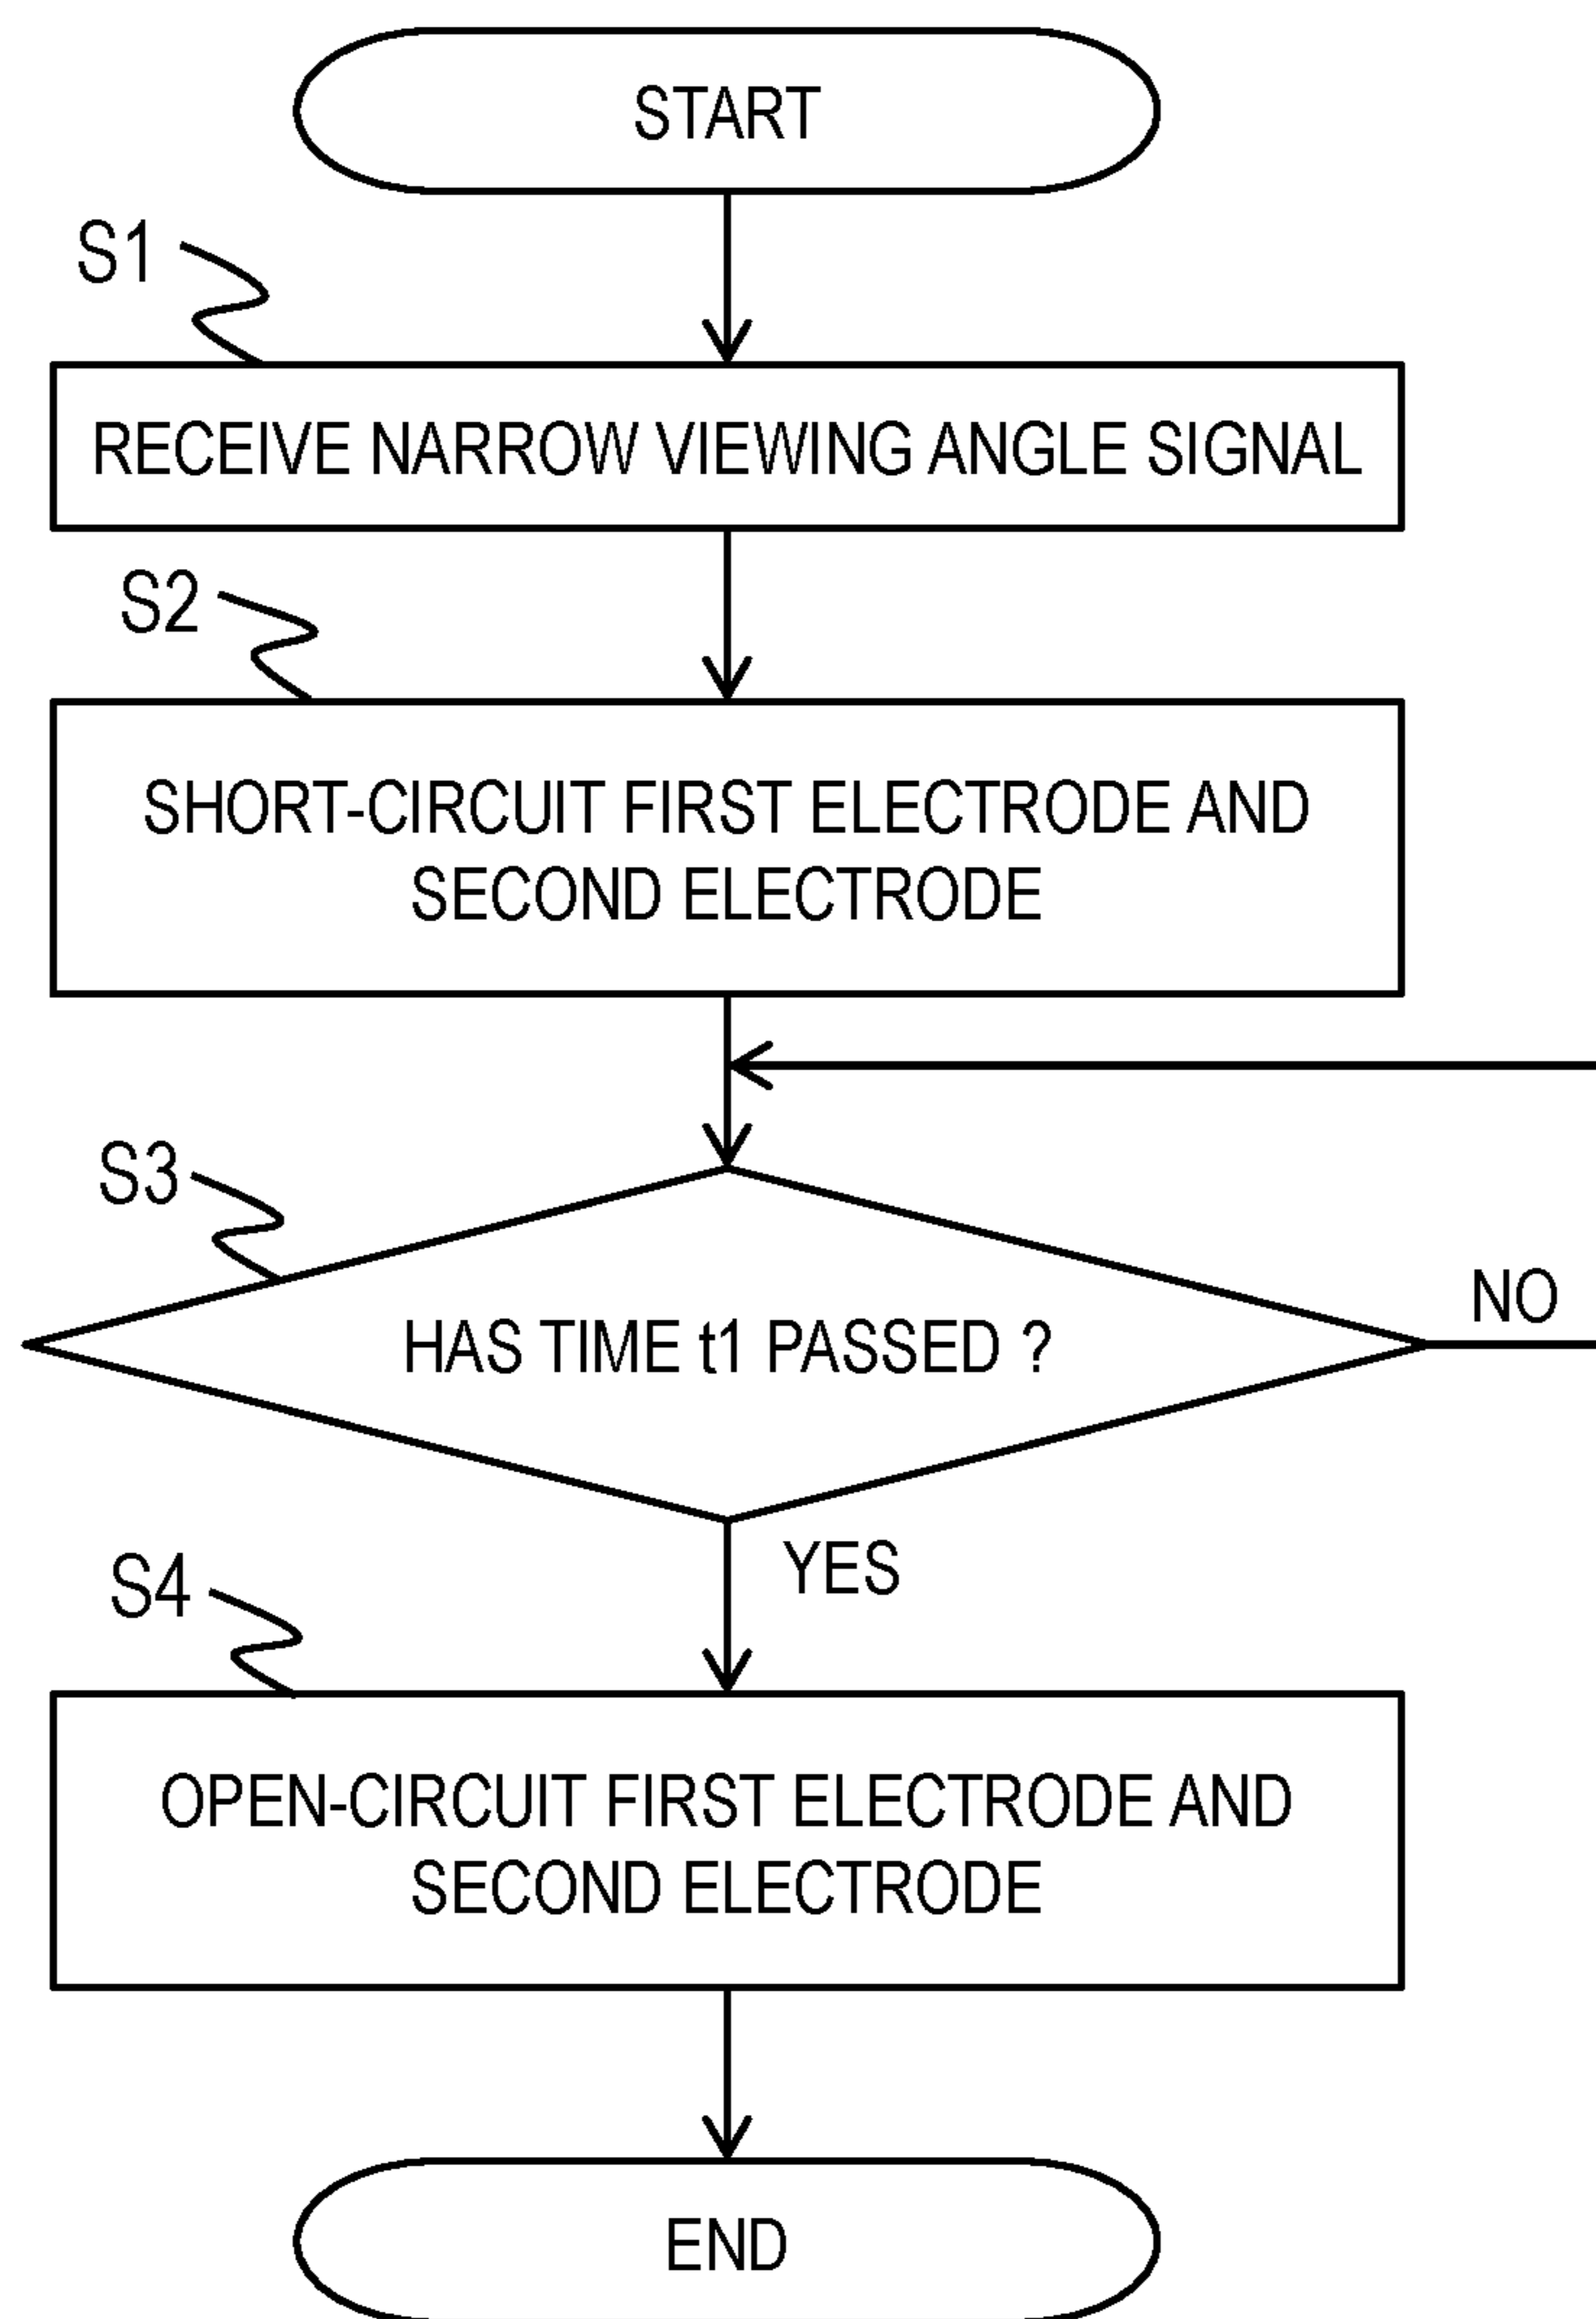 START
S1
RECEIVE NARROW VIEWING ANGLE SIGNAL
S2
SHORT-CIRCUIT FIRST ELECTRODE AND
SECOND ELECTRODE
S3
HAS TIME t1 PASSED ?
NO
YES
S4
OPEN-CIRCUIT FIRST ELECTRODE AND
SECOND ELECTRODE
END